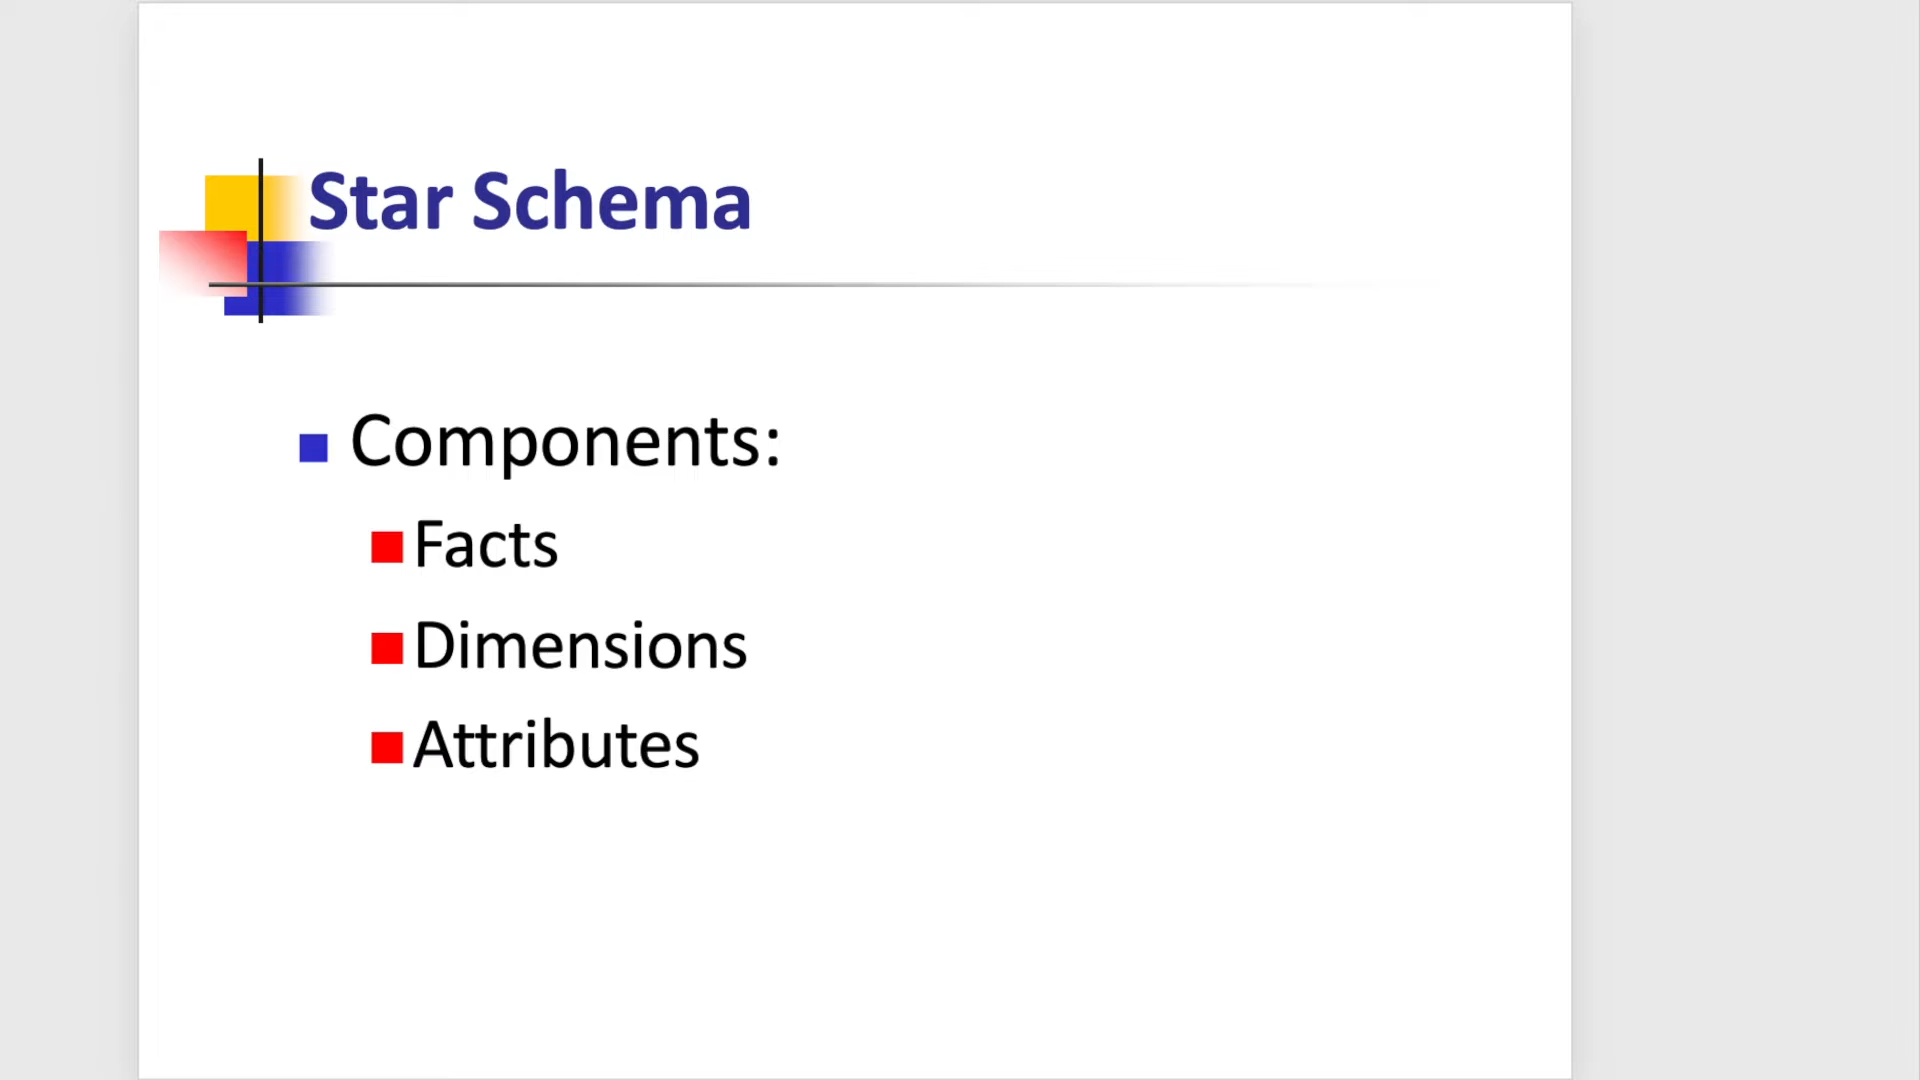 Star Schema
Components:
Facts
Dimensions
Attributes